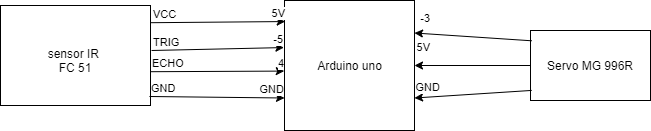 VCC 5V
sensor IR
FC 51
TRIG -5
ECHO 4
GND GND
Arduino uno
-3
5V
GND
Servo MG 996R